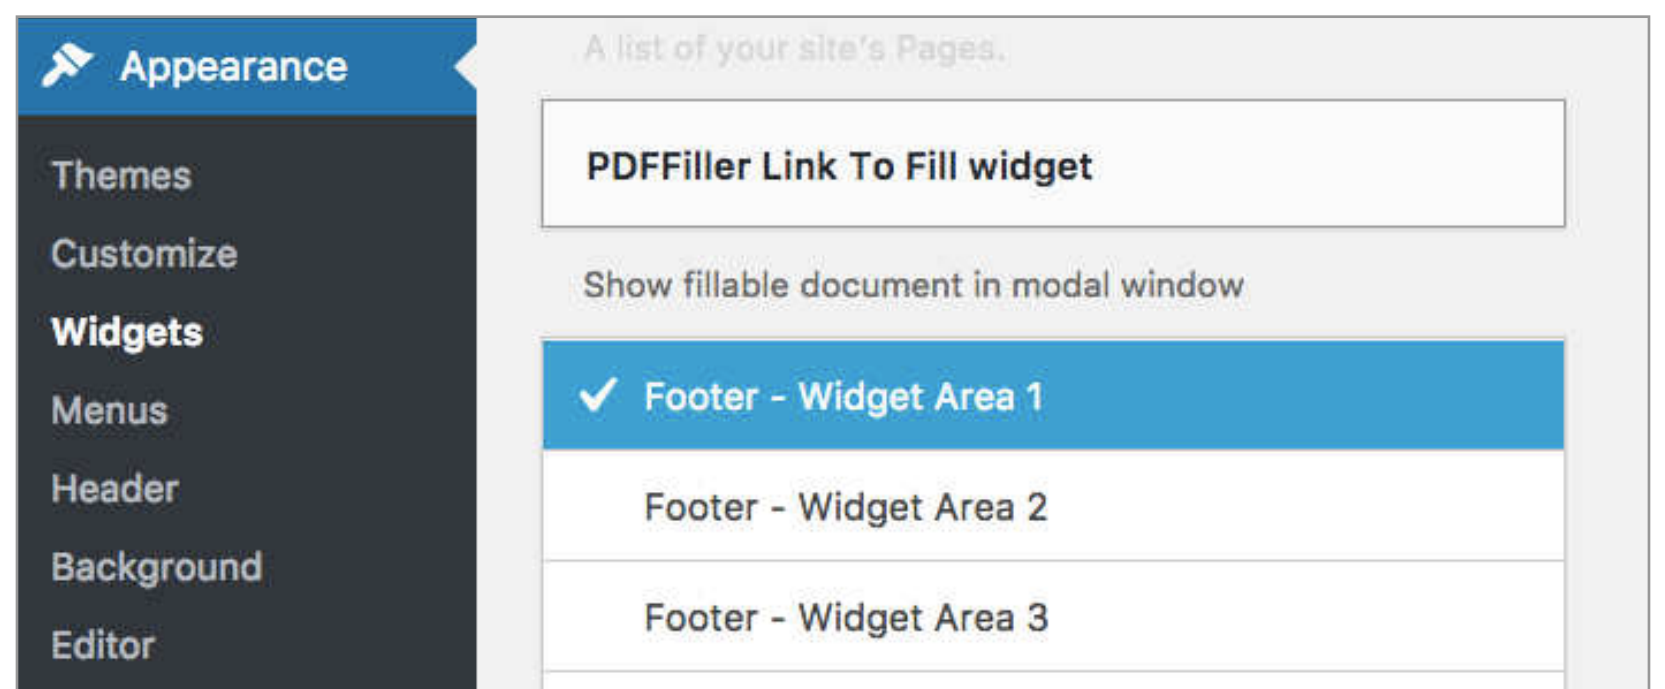 Appearance
Themes
Customize
Widgets
Menus
Header
Background
Editor
A list of your site's Pages.
PDFFiller Link To Fill widget
Show fillable document in modal window
Footer - Widget Area 1
Footer - Widget Area 2
Footer - Widget Area 3